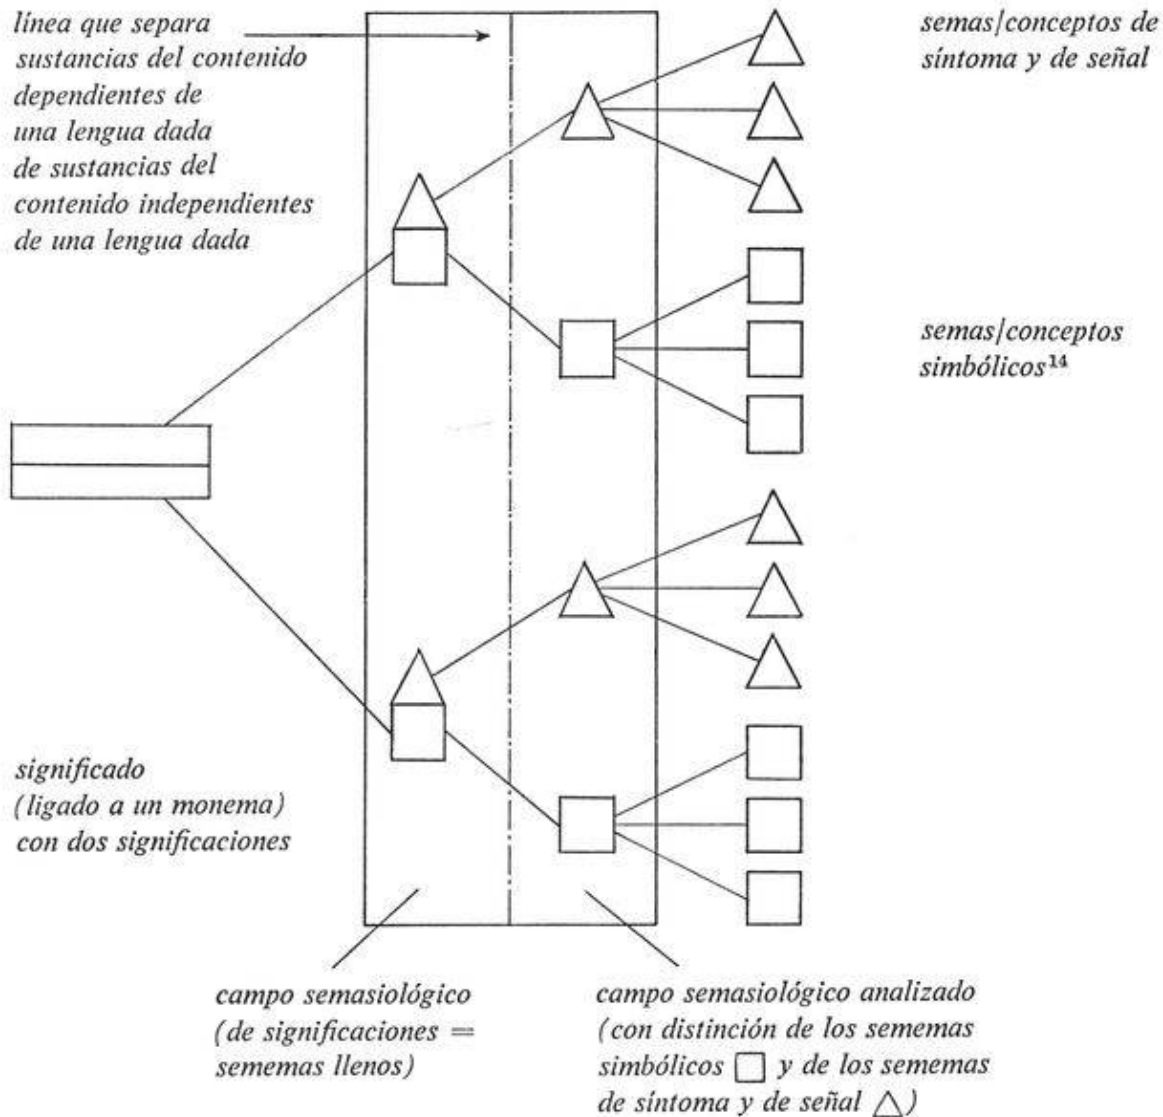 línea que separa
sustancias del contenido
dependientes de
una lengua dada
de sustancias del
contenido independientes
de una lengua dada
semas/conceptos de
síntoma y de señal
semas/conceptos
simbólicos¹⁴
significado
(ligado a un monema)
con dos significaciones
campo semasiológico
(de significaciones =
sememas llenos)
campo semasiológico analizado
(con distinción de los sememas
simbólicos □ y de los sememas
de síntoma y de señal △)